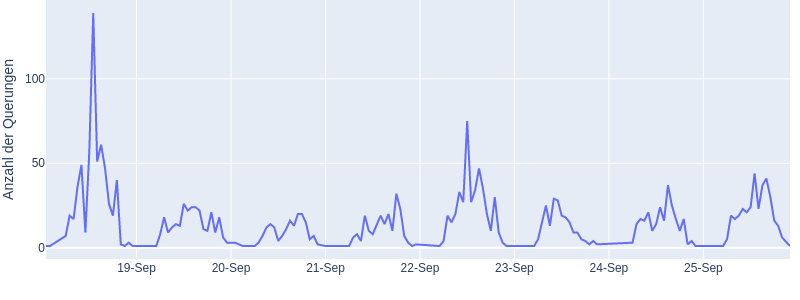 Anzahl der Querungen
100
50
0
19-Sep
20-Sep
21-Sep
22-Sep
23-Sep
24-Sep
25-Sep